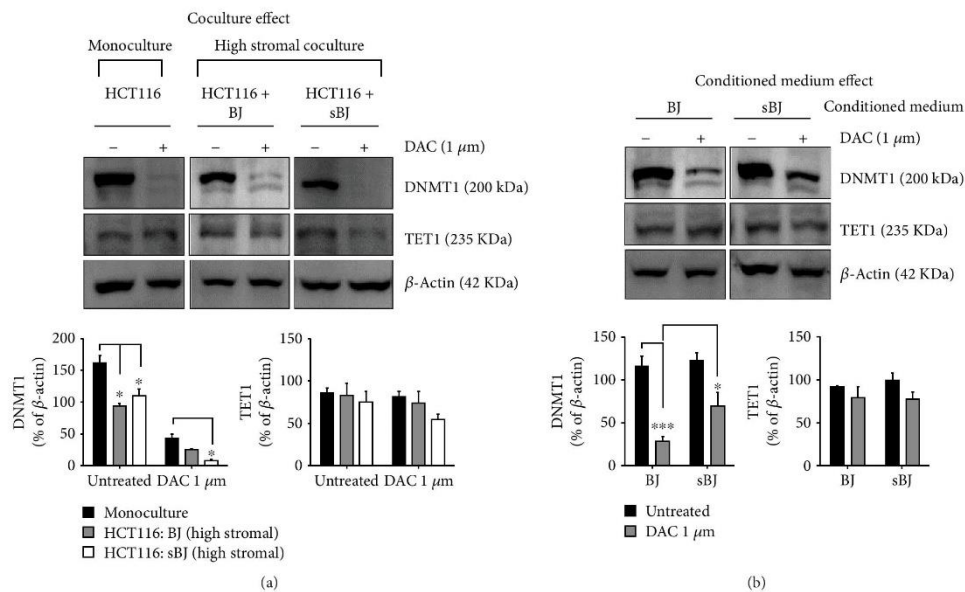 Coculture effect
Monoculture
High stromal coculture
HCT116
HCT116 +
BJ
HCT116 +
sBJ
− + − + − + DAC (1 μm)
DNMT1 (200 kDa)
TET1 (235 KDa)
β-Actin (42 KDa)
DNMT1
(% of β-actin)
200
150
100
50
0
* * *
Untreated DAC 1 μm
TET1
(% of β-actin)
150
100
50
0
Untreated DAC 1 μm
Monoculture
HCT116: BJ (high stromal)
HCT116: sBJ (high stromal)
(a)
Conditioned medium effect
BJ sBJ Conditioned medium
− + − + DAC (1 μm)
DNMT1 (200 kDa)
TET1 (235 KDa)
β-Actin (42 KDa)
DNMT1
(% of β-actin)
150
100
50
0
*** *
BJ sBJ
TET1
(% of β-actin)
150
100
50
0
BJ sBJ
Untreated
DAC 1 μm
(b)